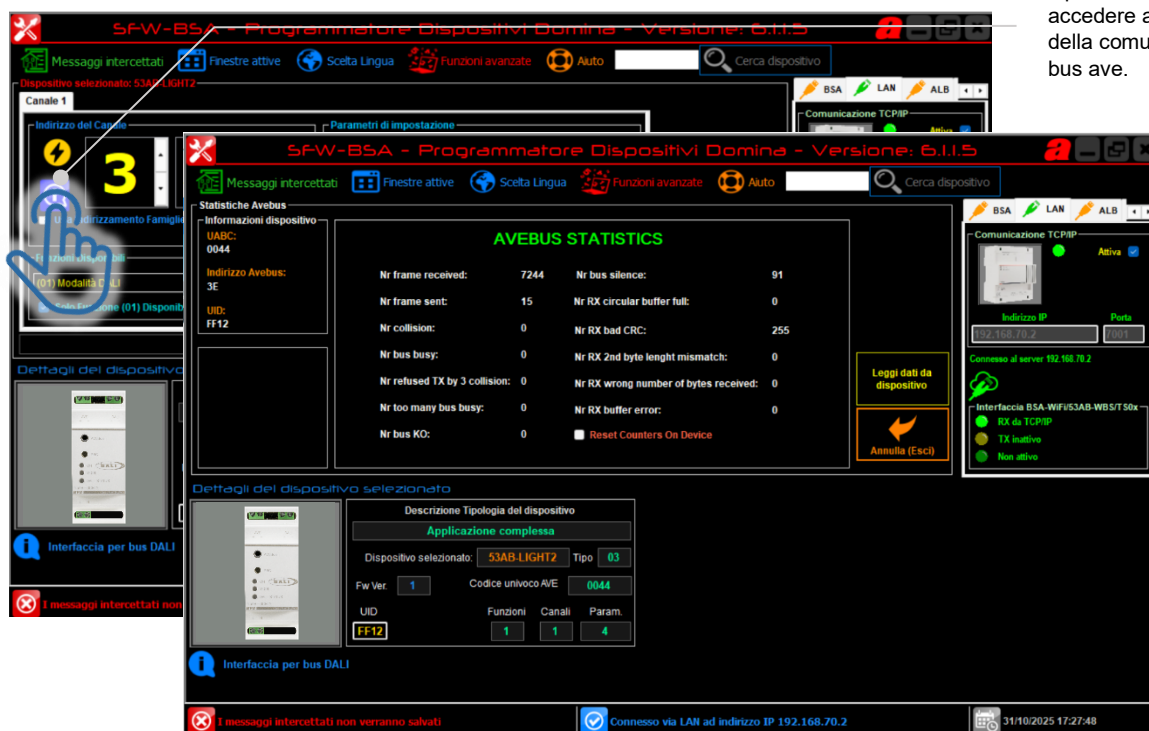 accedere a
della comu
bus ave.
SFW-BSA - Programmatore Dispositivi Domina - Versione: 6.1.1.5
Messaggi intercettati Finestre attive Scelta Lingua Funzioni avanzate Aiuto Cerca dispositivo
Dispositivo selezionato: 53AB-LIGHT2
Canale 1
BSA LAN ALB
Indirizzo del Canale
Parametri di impostazione
Comunicazione TCP/IP
Attiva
3
Usa Indirizzamento Famiglie
Funzioni Disponibili
(01) Modalità DALI
Solo Funzione (01) Disponib
Dettagli del dispositivo
Interfaccia per bus DALI
I messaggi intercettati non
SFW-BSA - Programmatore Dispositivi Domina - Versione: 6.1.1.5
Messaggi intercettati Finestre attive Scelta Lingua Funzioni avanzate Aiuto Cerca dispositivo
Statistiche Avebus
Informazioni dispositivo
UABC:
0044
Indirizzo Avebus:
3E
UID:
FF12
AVEBUS STATISTICS
Nr frame received: 7244 Nr bus silence: 91
Nr frame sent: 15 Nr RX circular buffer full: 0
Nr collision: 0 Nr RX bad CRC: 255
Nr bus busy: 0 Nr RX 2nd byte lenght mismatch: 0
Nr refused TX by 3 collision: 0 Nr RX wrong number of bytes received: 0
Nr too many bus busy: 0 Nr RX buffer error: 0
Nr bus KO: 0 Reset Counters On Device
Leggi dati da
dispositivo
Annulla (Esci)
BSA LAN ALB
Comunicazione TCP/IP
Attiva
Indirizzo IP Porta
192.168.70.2 7001
Connesso al server 192.168.70.2
Interfaccia BSA-WiFi/53AB-WBS/TS0x
RX da TCP/IP
TX inattivo
Non attivo
Dettagli del dispositivo selezionato
Descrizione Tipologia del dispositivo
Applicazione complessa
Dispositivo selezionato: 53AB-LIGHT2 Tipo 03
Fw Ver. 1 Codice univoco AVE 0044
UID Funzioni Canali Param.
FF12 1 1 4
Interfaccia per bus DALI
I messaggi intercettati non verranno salvati
Connesso via LAN ad indirizzo IP 192.168.70.2
31/10/2025 17:27:48